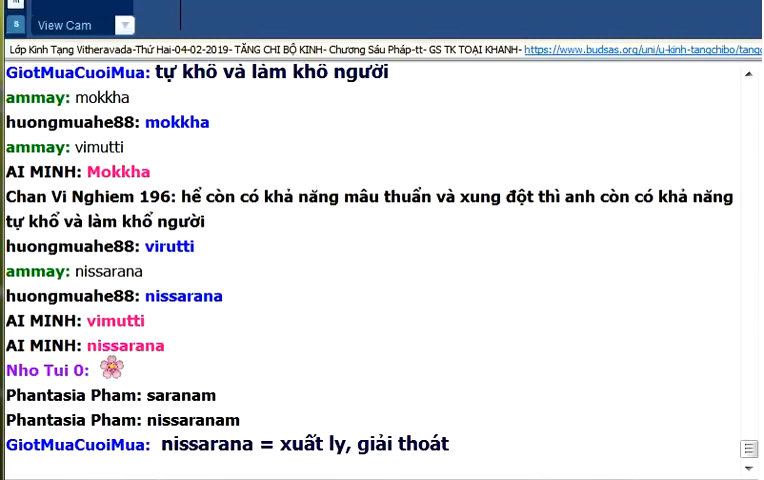 View Cam
Lớp Kinh Tạng Vitheravada-Thứ Hai-04-02-2019- TĂNG CHI BỘ KINH- Chương Sáu Pháp-tt- GS TK TOẠI KHANH- https://www.budsas.org/uni/u-kinh-tangchibo/tang
GiotMuaCuoiMua: tự khổ và làm khổ người
ammay: mokkha
huongmuahe88: mokkha
ammay: vimutti
AI MINH: Mokkha
Chan Vi Nghiem 196: hể còn có khả năng mâu thuẩn và xung đột thì anh còn có khả năng
tự khổ và làm khổ người
huongmuahe88: virutti
ammay: nissarana
huongmuahe88: nissarana
AI MINH: vimutti
AI MINH: nissarana
Nho Tui 0:
Phantasia Pham: saranam
Phantasia Pham: nissaranam
GiotMuaCuoiMua: nissarana = xuất ly, giải thoát